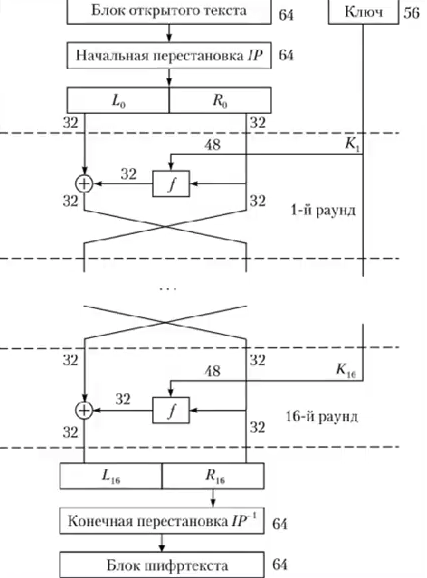 Блок открытого текста 64 Ключ 56
Начальная перестановка IP 64
L₀ R₀
32 32
48 K₁
32
32 32
1-й раунд
...
32 32
48 K₁₆
32
32 32
16-й раунд
L₁₆ R₁₆
Конечная перестановка IP⁻¹ 64
Блок шифртекста 64
f
f